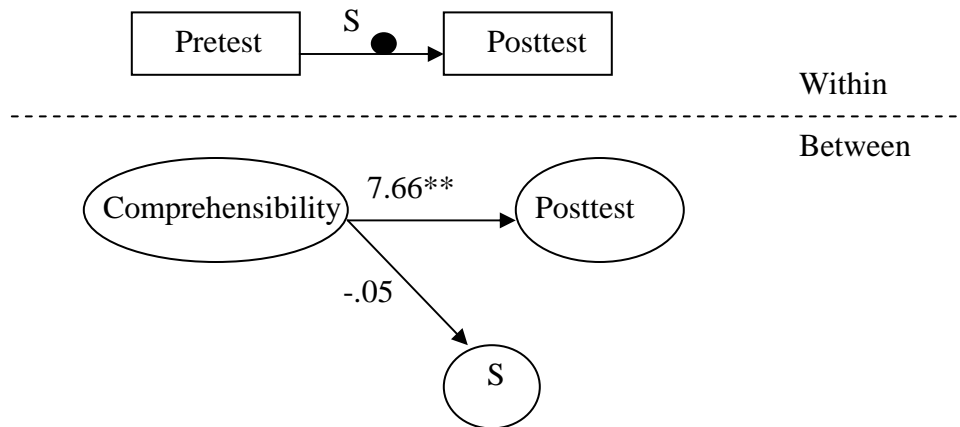 S
Pretest
Posttest
Within
Between
7.66**
Comprehensibility
Posttest
-.05
S